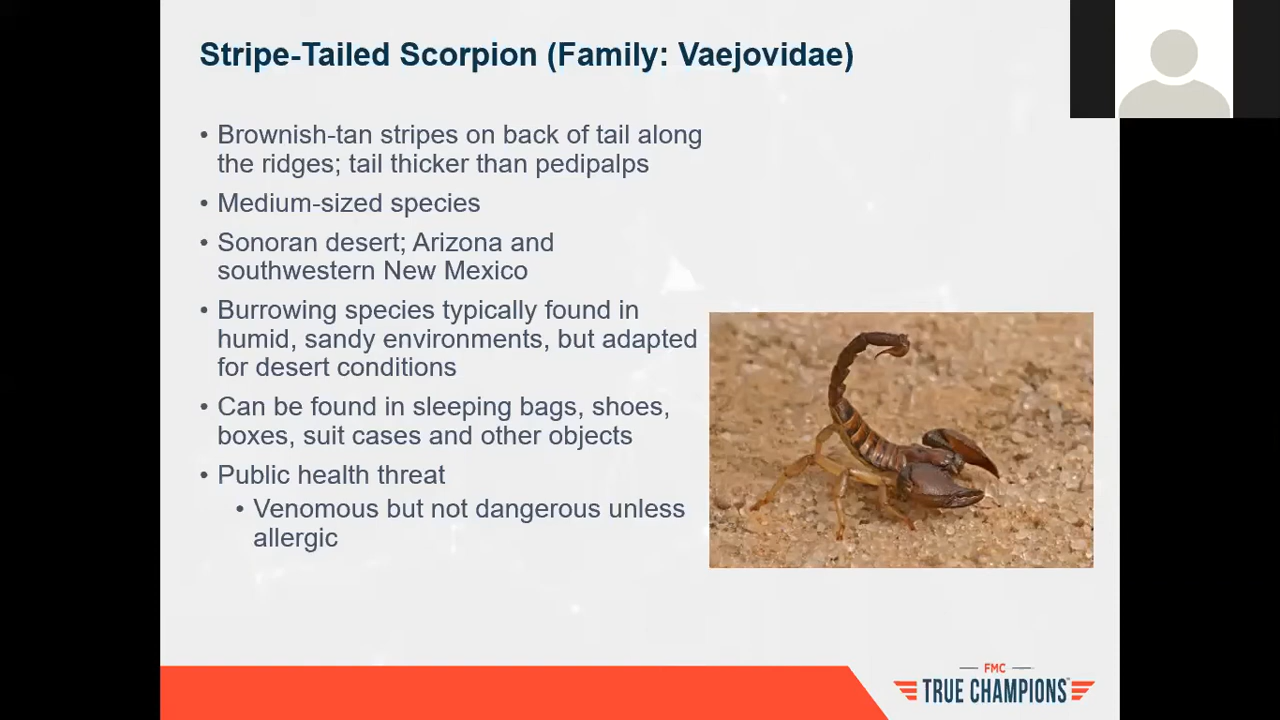 Stripe-Tailed Scorpion (Family: Vaejovidae)
• Brownish-tan stripes on back of tail along
the ridges; tail thicker than pedipalps
• Medium-sized species
• Sonoran desert; Arizona and
southwestern New Mexico
• Burrowing species typically found in
humid, sandy environments, but adapted
for desert conditions
• Can be found in sleeping bags, shoes,
boxes, suit cases and other objects
• Public health threat
• Venomous but not dangerous unless
allergic
FMC
TRUE CHAMPIONS™